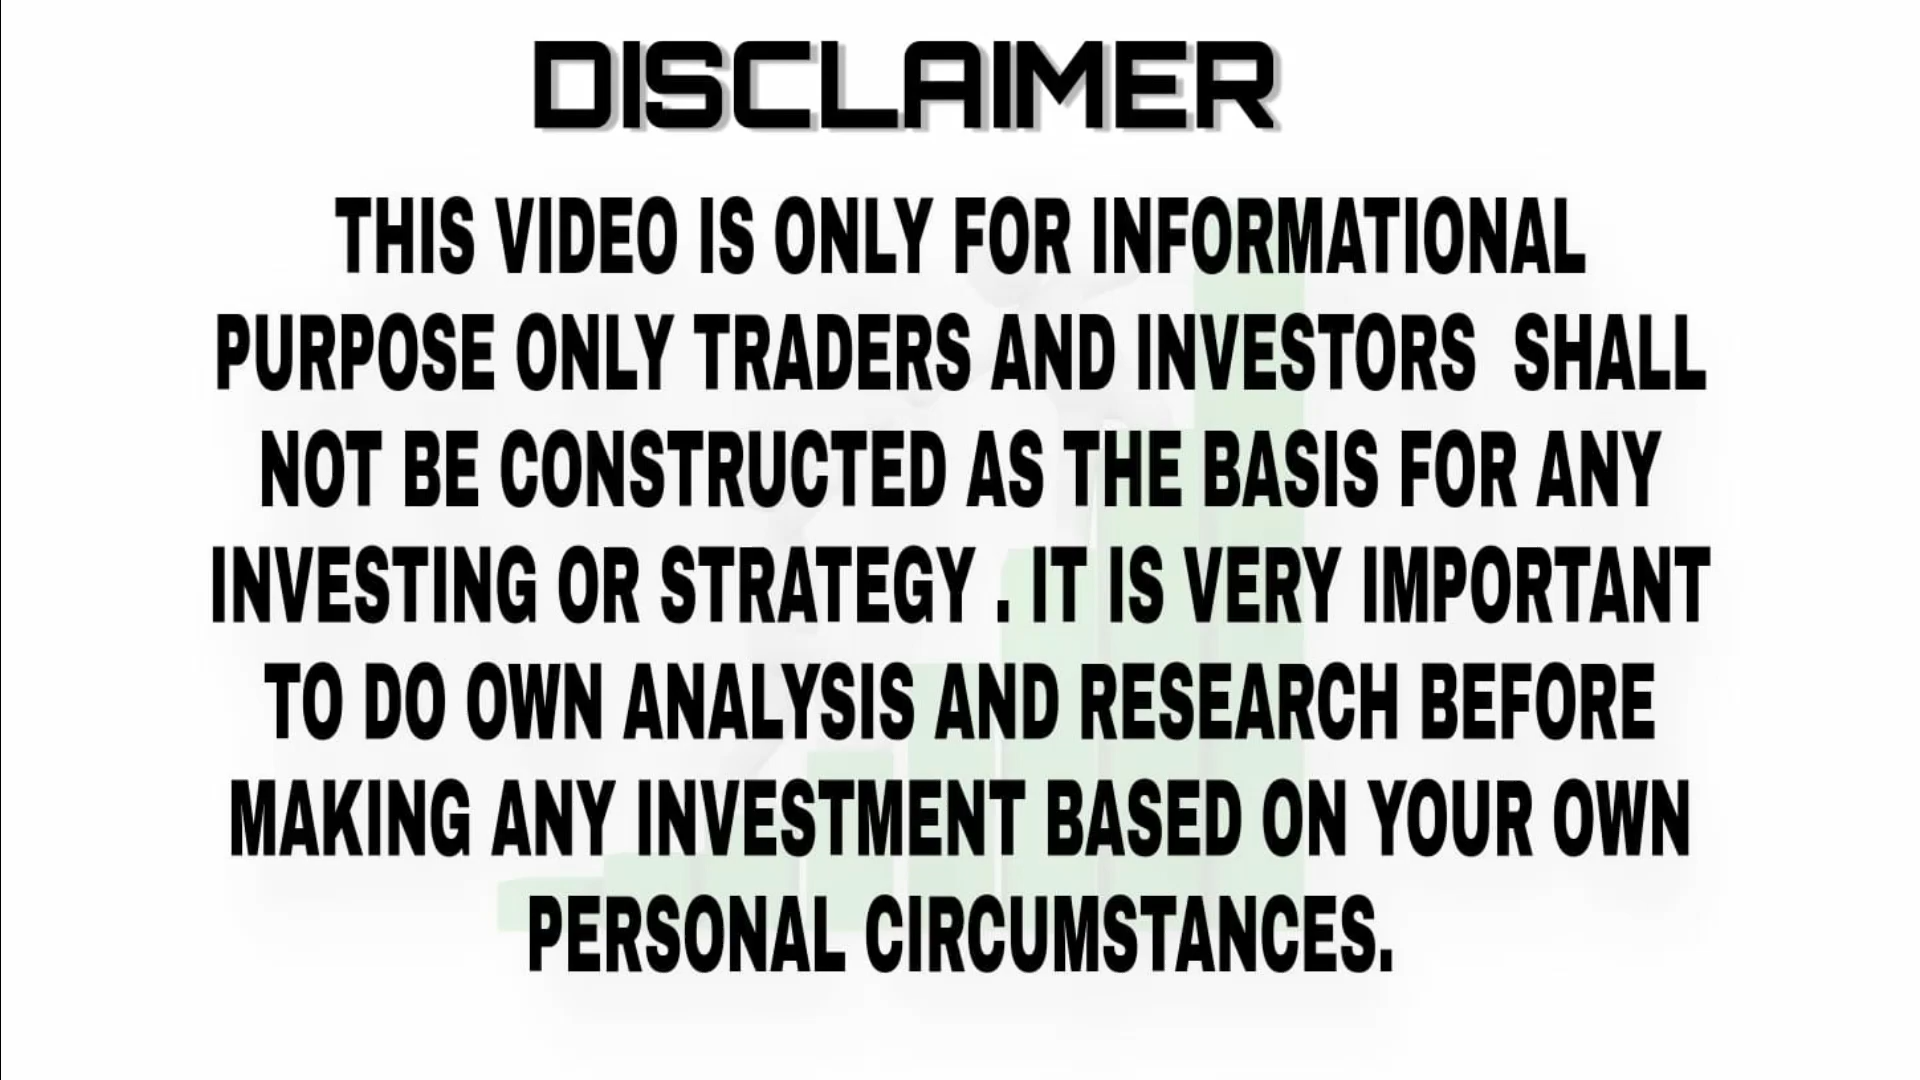 DISCLAIMER
THIS VIDEO IS ONLY FOR INFORMATIONAL
PURPOSE ONLY TRADERS AND INVESTORS  SHALL
NOT BE CONSTRUCTED AS THE BASIS FOR ANY
INVESTING OR STRATEGY . IT IS VERY IMPORTANT
TO DO OWN ANALYSIS AND RESEARCH BEFORE
MAKING ANY INVESTMENT BASED ON YOUR OWN
PERSONAL CIRCUMSTANCES.